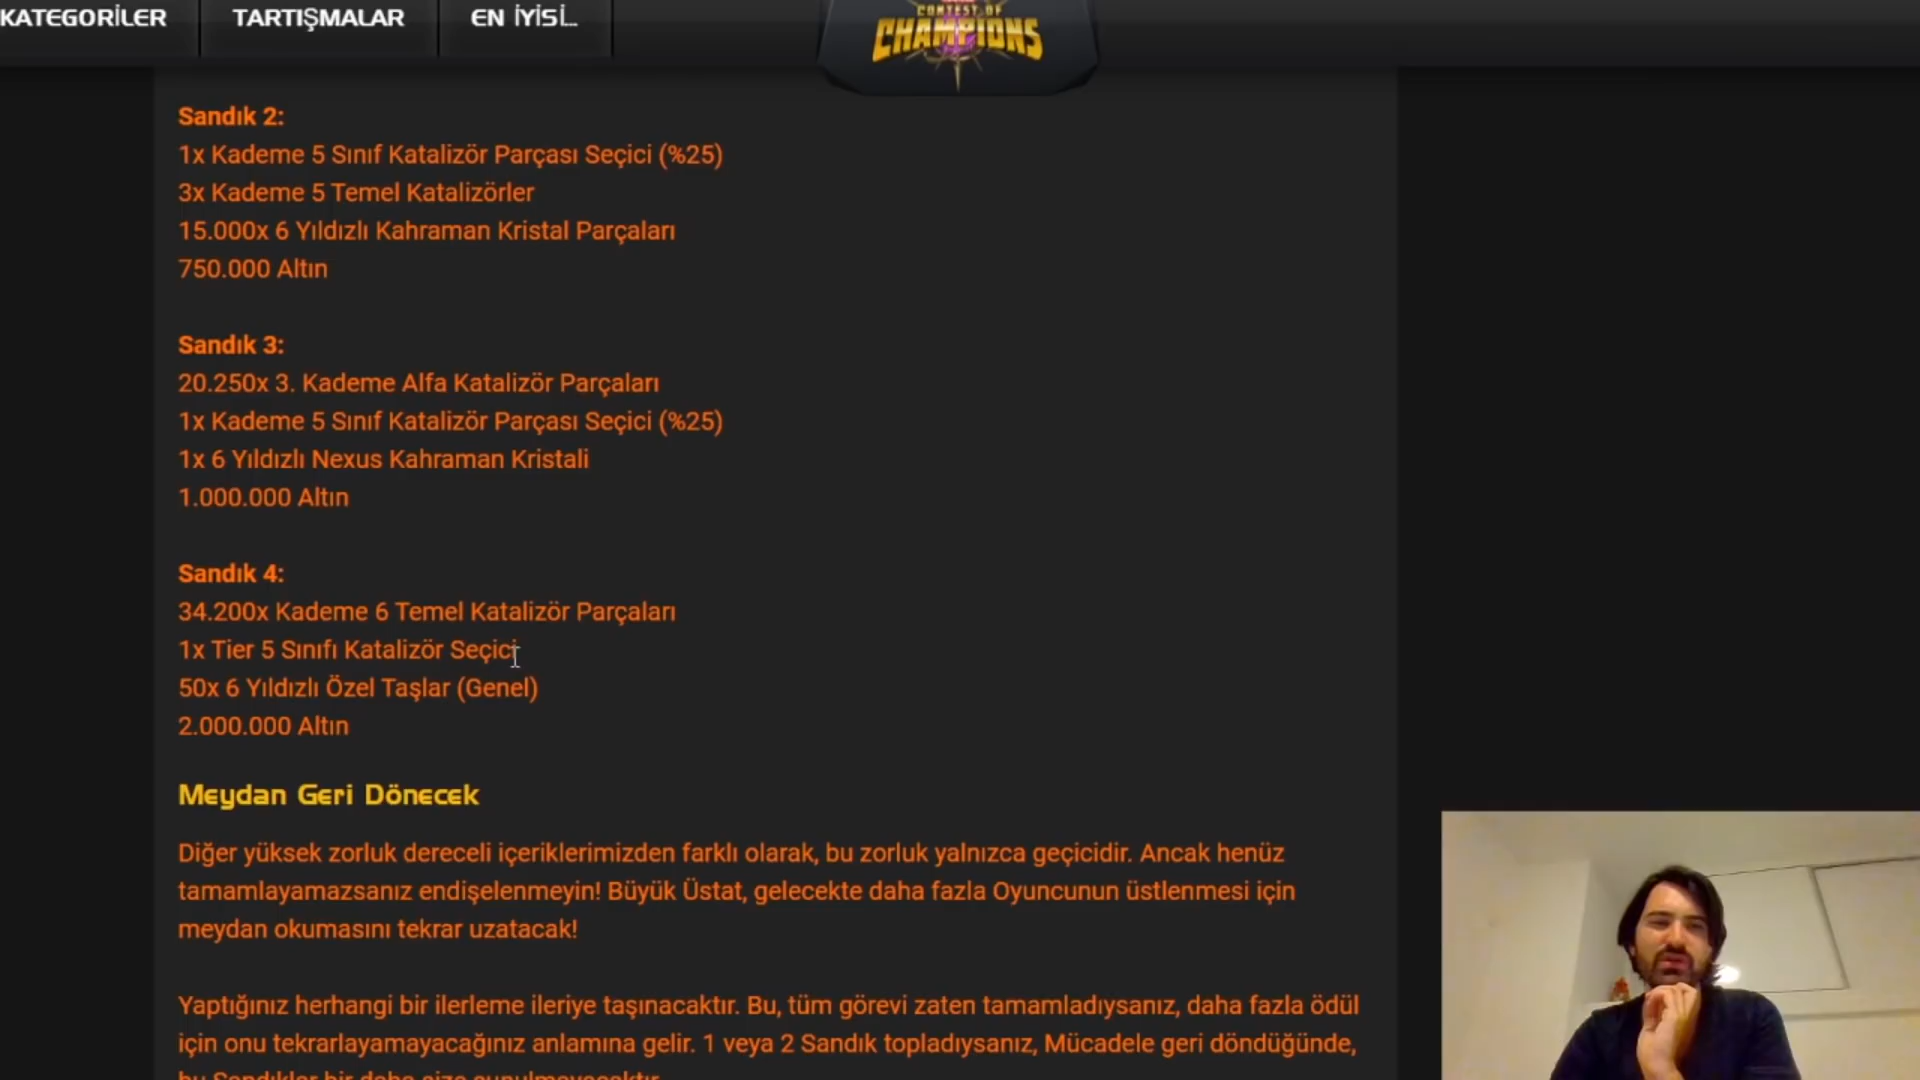 KATEGORİLER
TARTIŞMALAR
EN İYİSİ...
CONTEST OF
CHAMPIONS
Sandık 2:
1x Kademe 5 Sınıf Katalizör Parçası Seçici (%25)
3x Kademe 5 Temel Katalizörler
15.000x 6 Yıldızlı Kahraman Kristal Parçaları
750.000 Altın
Sandık 3:
20.250x 3. Kademe Alfa Katalizör Parçaları
1x Kademe 5 Sınıf Katalizör Parçası Seçici (%25)
1x 6 Yıldızlı Nexus Kahraman Kristali
1.000.000 Altın
Sandık 4:
34.200x Kademe 6 Temel Katalizör Parçaları
1x Tier 5 Sınıfı Katalizör Seçici
50x 6 Yıldızlı Özel Taşlar (Genel)
2.000.000 Altın
Meydan Geri Dönecek
Diğer yüksek zorluk dereceli içeriklerimizden farklı olarak, bu zorluk yalnızca geçicidir. Ancak henüz
tamamlayamazsanız endişelenmeyin! Büyük Üstat, gelecekte daha fazla Oyuncunun üstlenmesi için
meydan okumasını tekrar uzatacak!
Yaptığınız herhangi bir ilerleme ileriye taşınacaktır. Bu, tüm görevi zaten tamamladıysanız, daha fazla ödül
için onu tekrarlayamayacağınız anlamına gelir. 1 veya 2 Sandık topladıysanız, Mücadele geri döndüğünde,
bu Sandıklar bir daha size sunulmayacaktır.